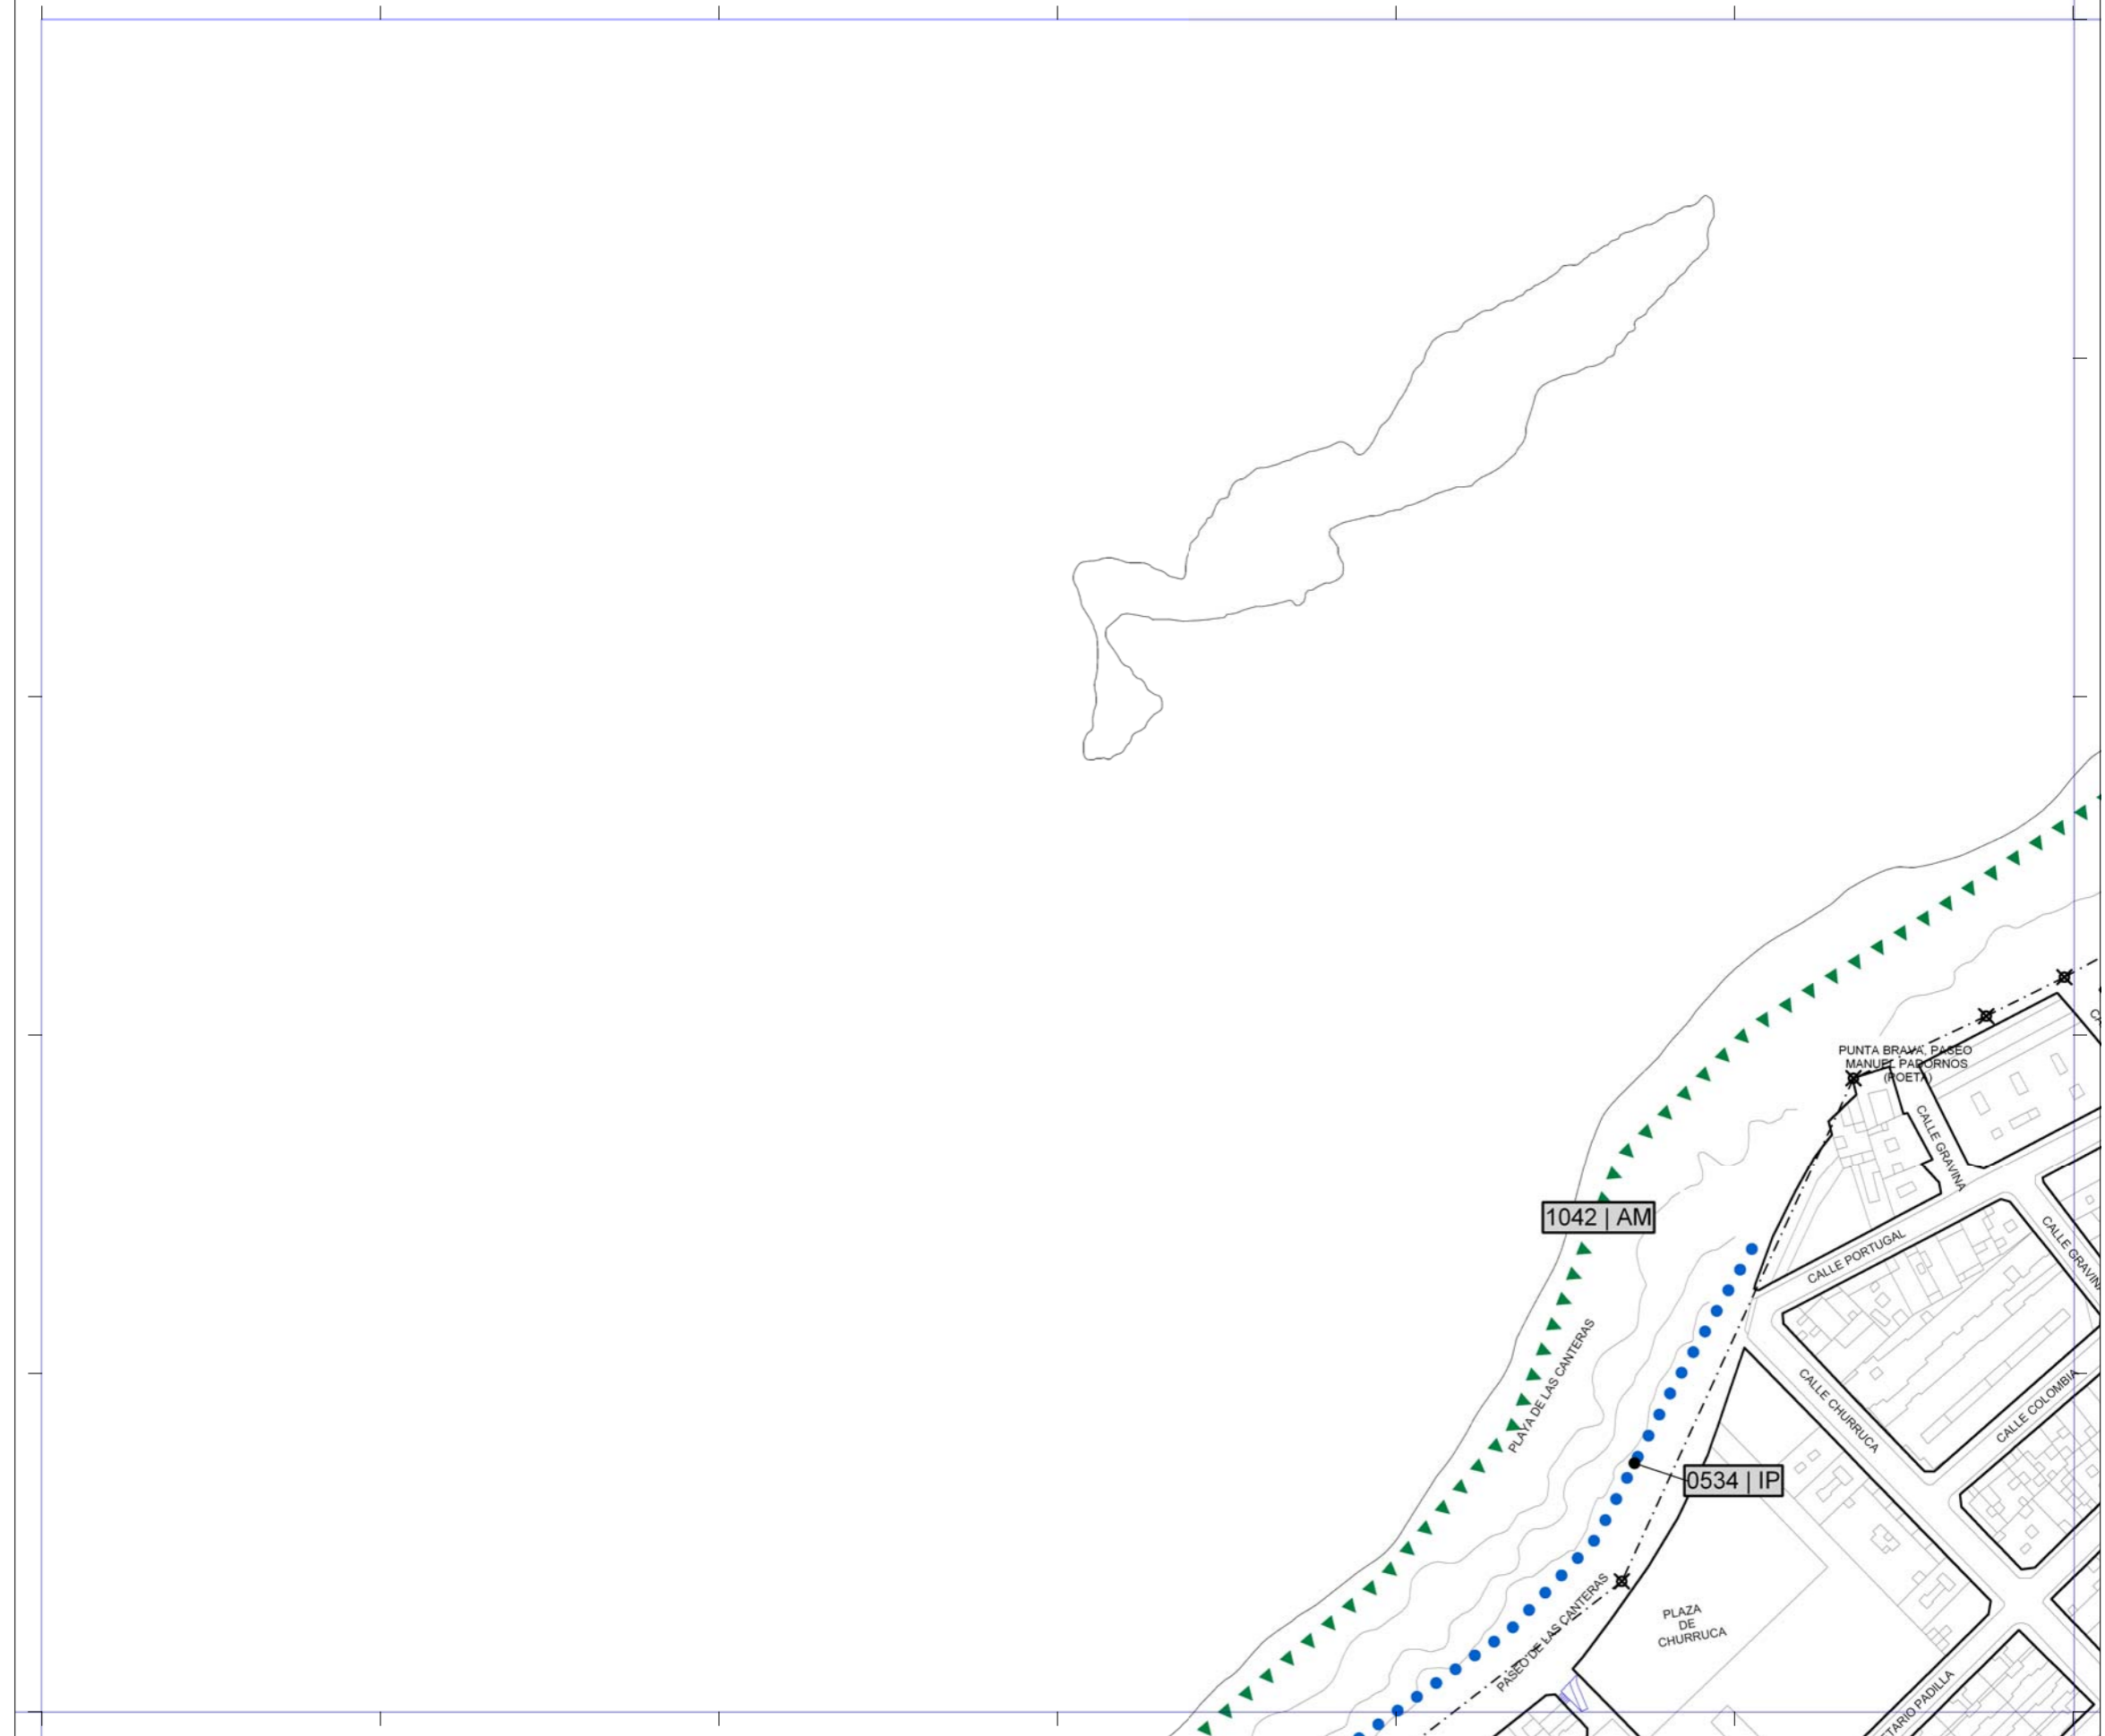 PUNTA BRAVA, PASEO
MANUEL PADORNOS
(POETA)
CALLE GRAVINA
1042 | AM
CALLE PORTUGAL
CALLE GRAVINA
PLAYA DE LAS CANTERAS
CALLE CHURRUCA
CALLE COLOMBIA
0534 | IP
PASEO DE LAS CANTERAS
PLAZA
DE
CHURRUCA
PADILLA